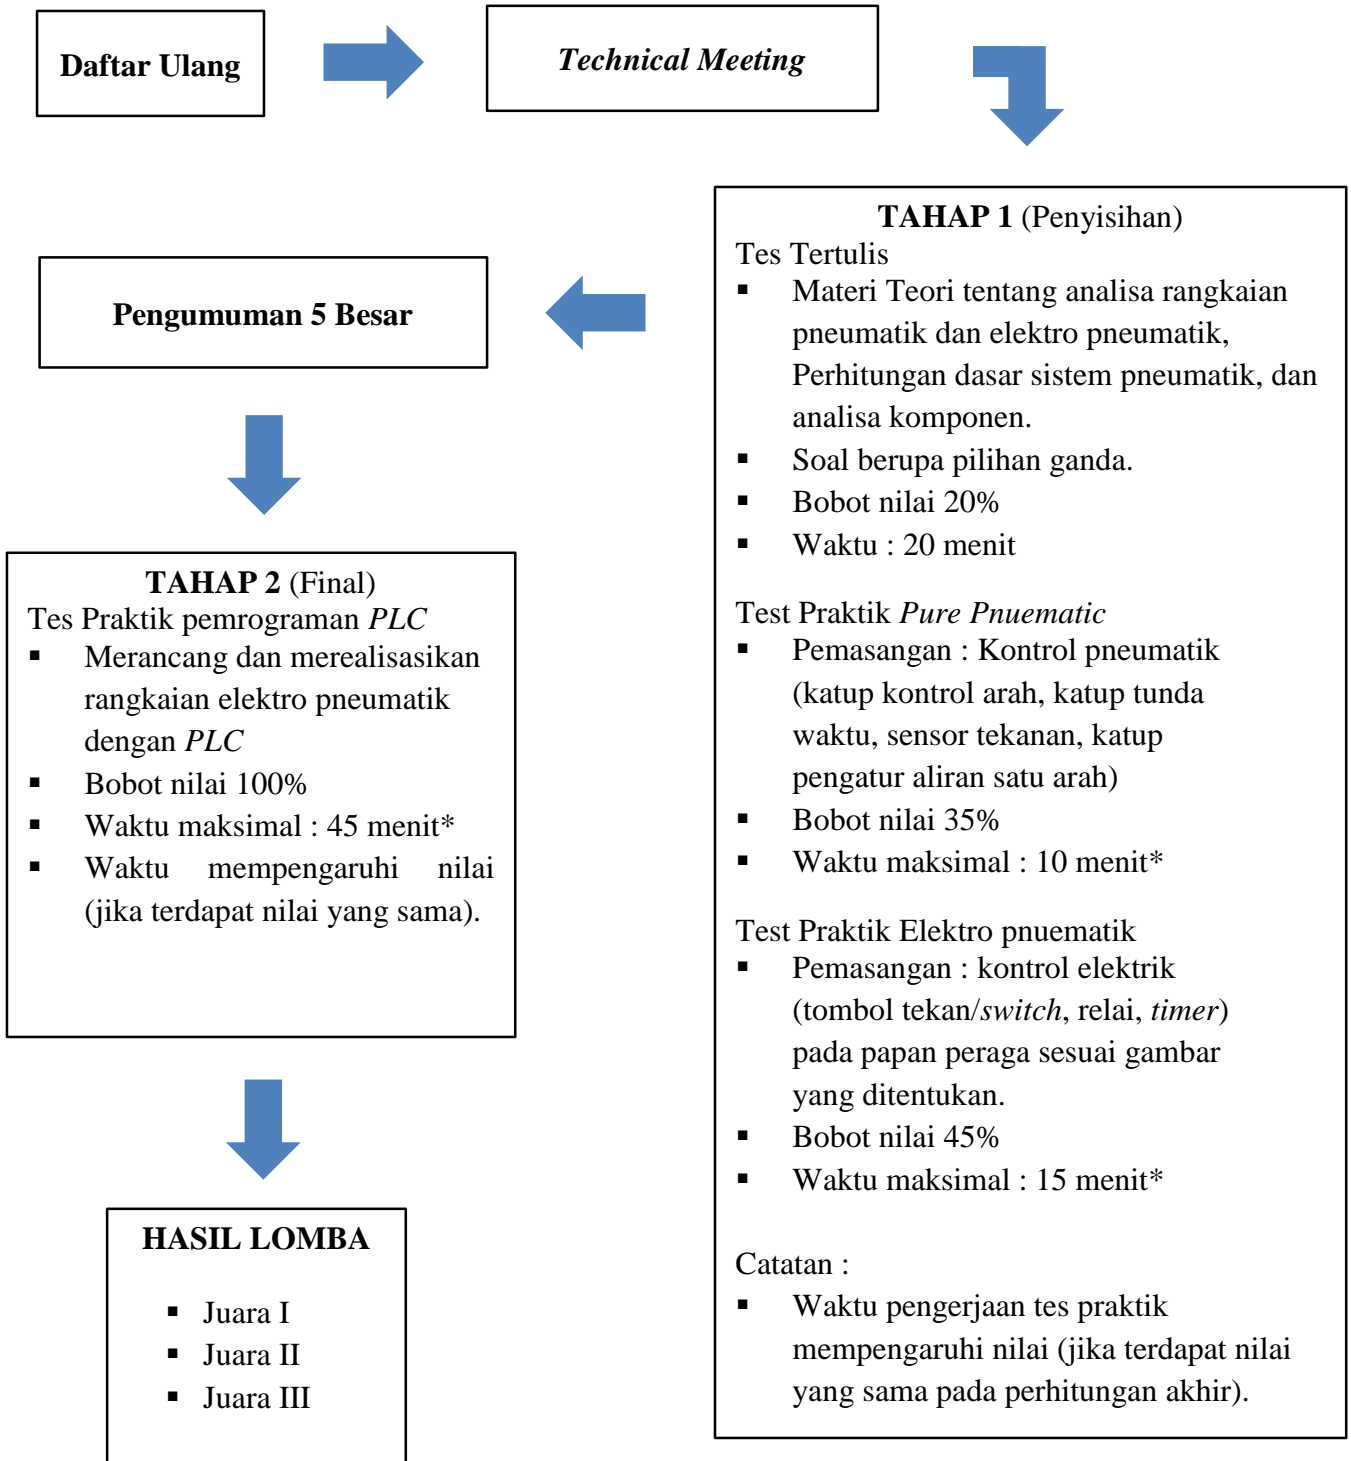 Daftar Ulang
Technical Meeting
TAHAP 1 (Penyisihan)
Tes Tertulis
▪ Materi Teori tentang analisa rangkaian
pneumatik dan elektro pneumatik,
Perhitungan dasar sistem pneumatik, dan
analisa komponen.
▪ Soal berupa pilihan ganda.
▪ Bobot nilai 20%
▪ Waktu : 20 menit
Test Praktik Pure Pnuematic
▪ Pemasangan : Kontrol pneumatik
(katup kontrol arah, katup tunda
waktu, sensor tekanan, katup
pengatur aliran satu arah)
▪ Bobot nilai 35%
▪ Waktu maksimal : 10 menit*
Test Praktik Elektro pnuematik
▪ Pemasangan : kontrol elektrik
(tombol tekan/switch, relai, timer)
pada papan peraga sesuai gambar
yang ditentukan.
▪ Bobot nilai 45%
▪ Waktu maksimal : 15 menit*
Catatan :
▪ Waktu pengerjaan tes praktik
mempengaruhi nilai (jika terdapat nilai
yang sama pada perhitungan akhir).
Pengumuman 5 Besar
TAHAP 2 (Final)
Tes Praktik pemrograman PLC
▪ Merancang dan merealisasikan
rangkaian elektro pneumatik
dengan PLC
▪ Bobot nilai 100%
▪ Waktu maksimal : 45 menit*
▪ Waktu mempengaruhi nilai
(jika terdapat nilai yang sama).
HASIL LOMBA
▪ Juara I
▪ Juara II
▪ Juara III